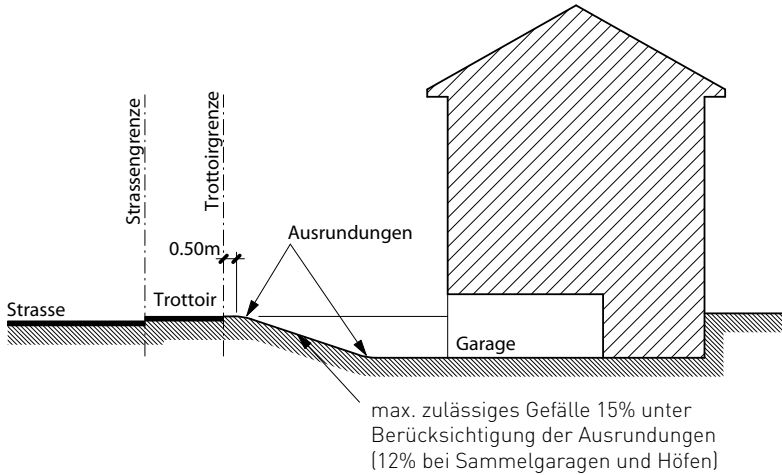 Strassengrenze
Trottoirgrenze
Ausrundungen
0.50m
Strasse
Trottoir
Garage
max. zulässiges Gefälle 15% unter
Berücksichtigung der Ausrundungen
(12% bei Sammelgaragen und Höfen)